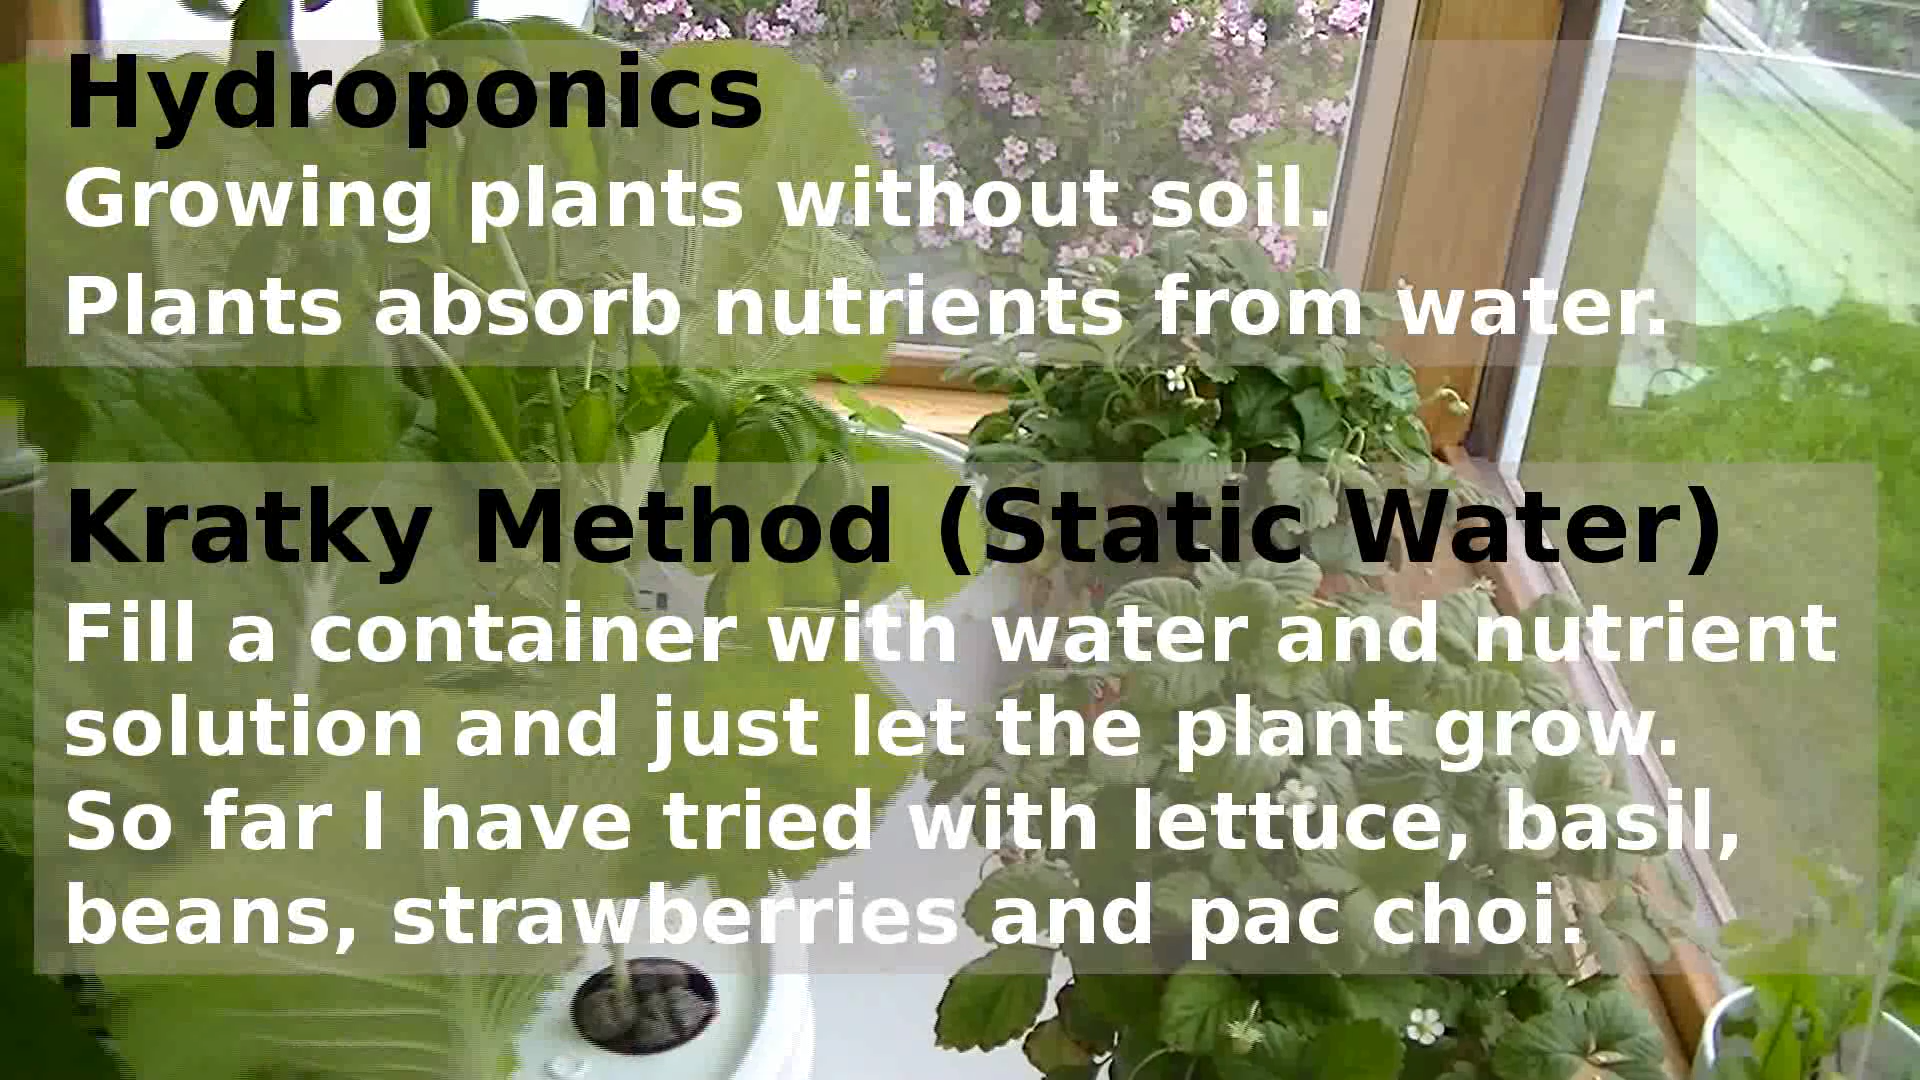 Hydroponics
Growing plants without soil.
Plants absorb nutrients from water.
Kratky Method (Static Water)
Fill a container with water and nutrient
solution and just let the plant grow.
So far I have tried with lettuce, basil,
beans, strawberries and pac choi.